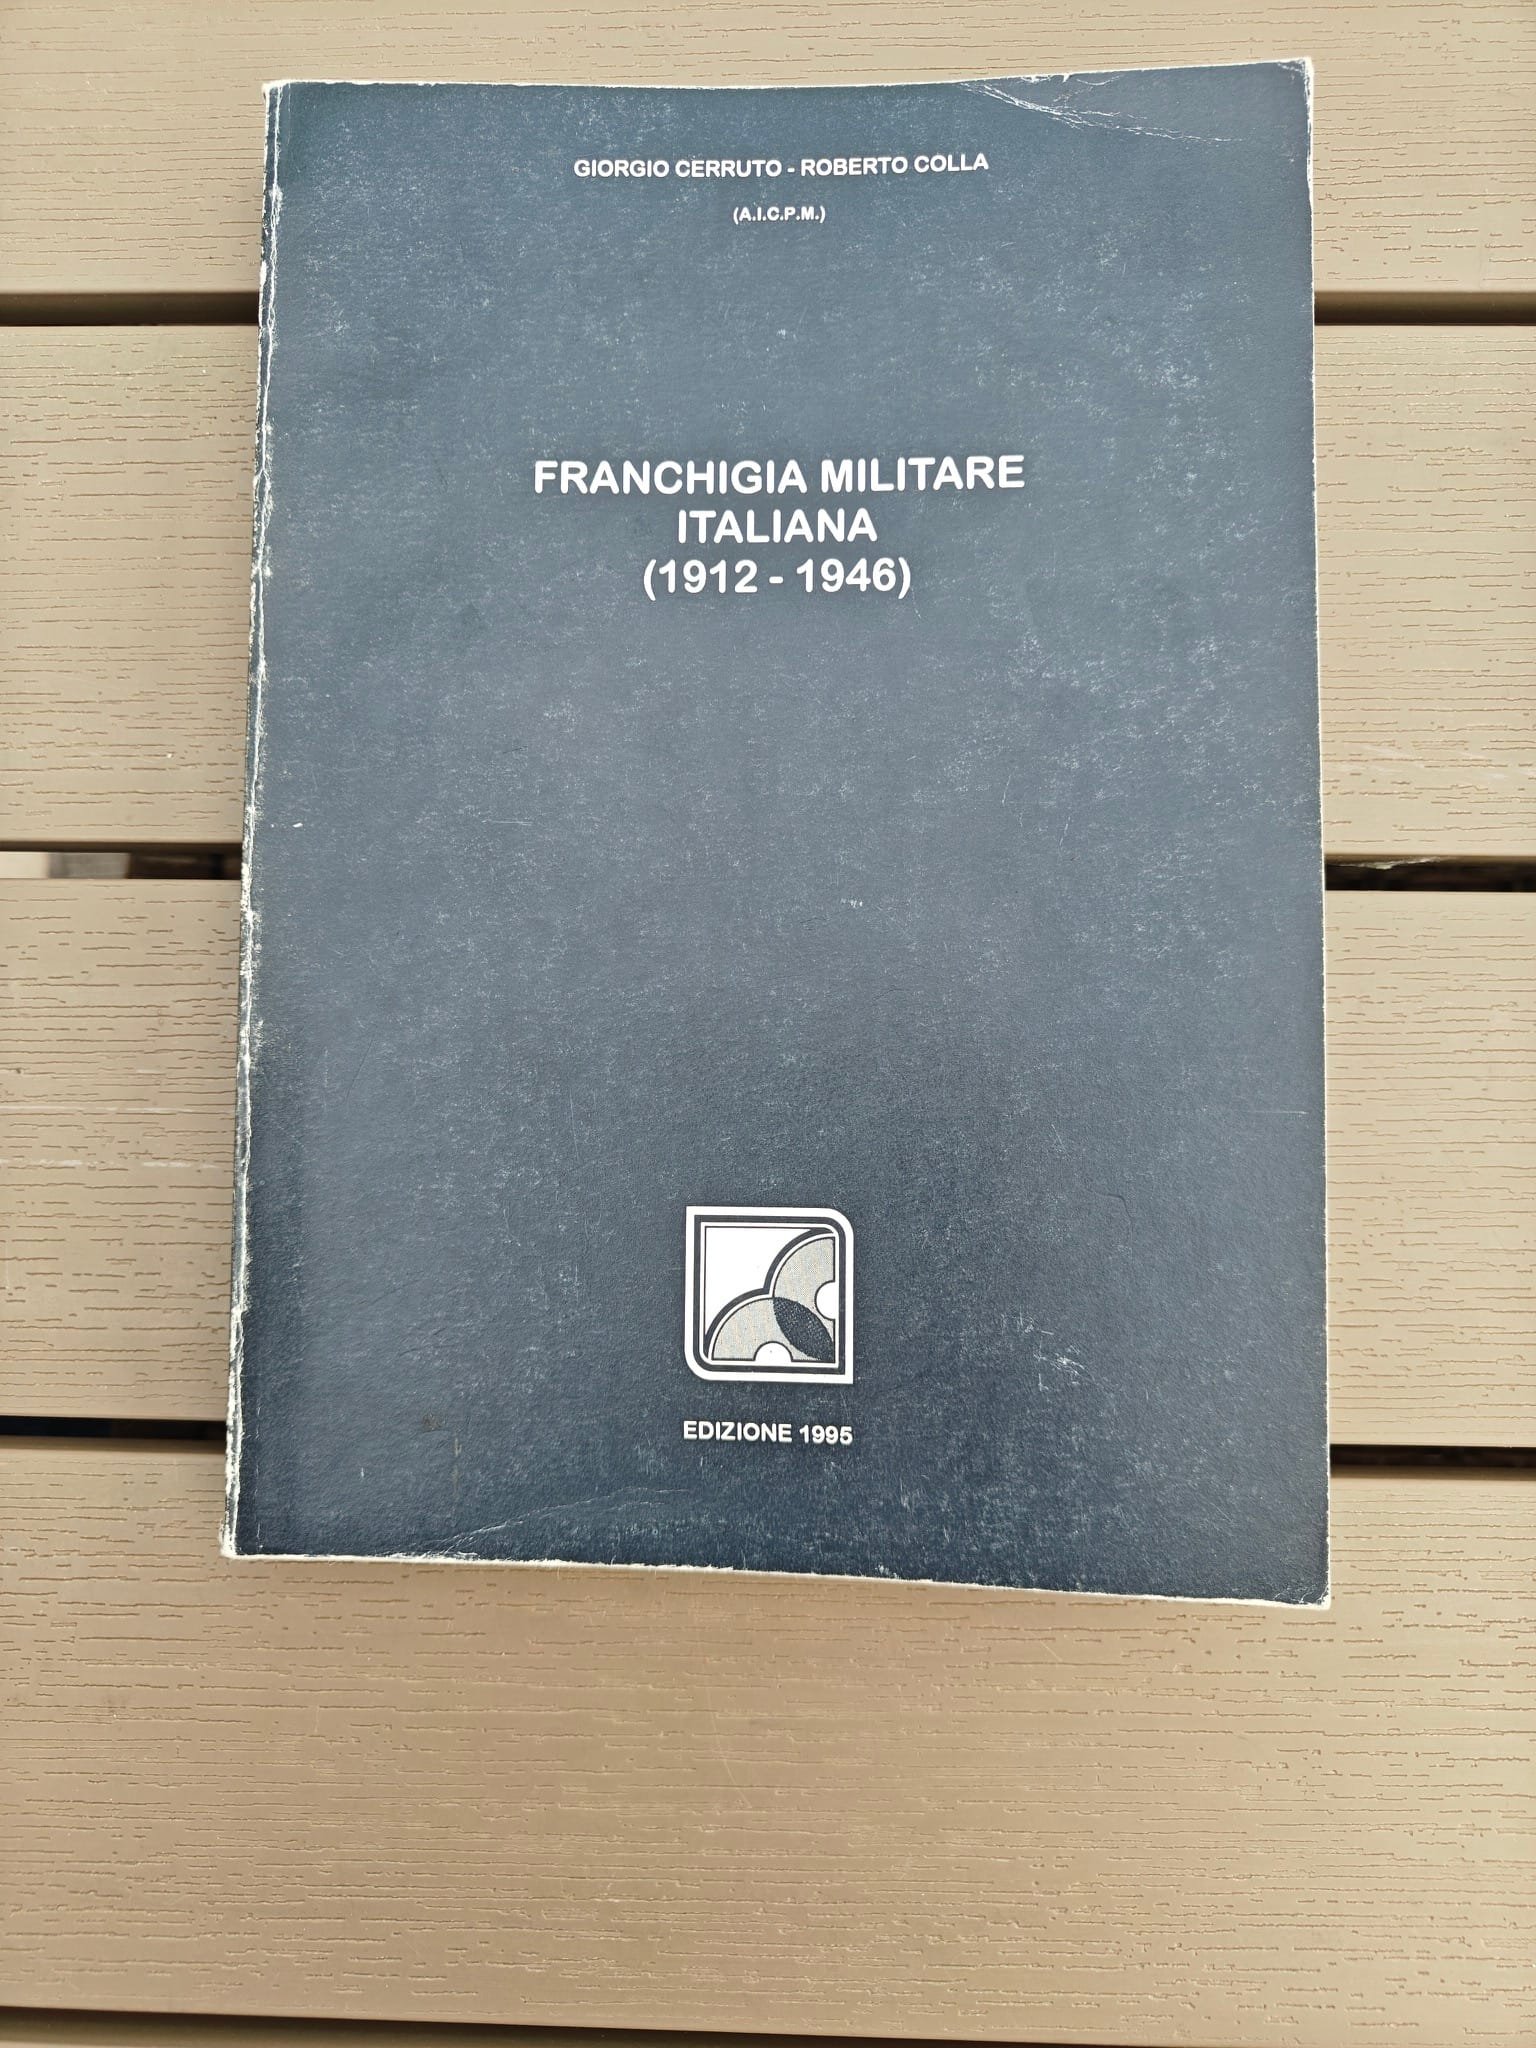 GIORGIO CERRUTO - ROBERTO COLLA
(A.I.C.P.M.)
FRANCHIGIA MILITARE
ITALIANA
(1912 - 1946)
EDIZIONE 1995